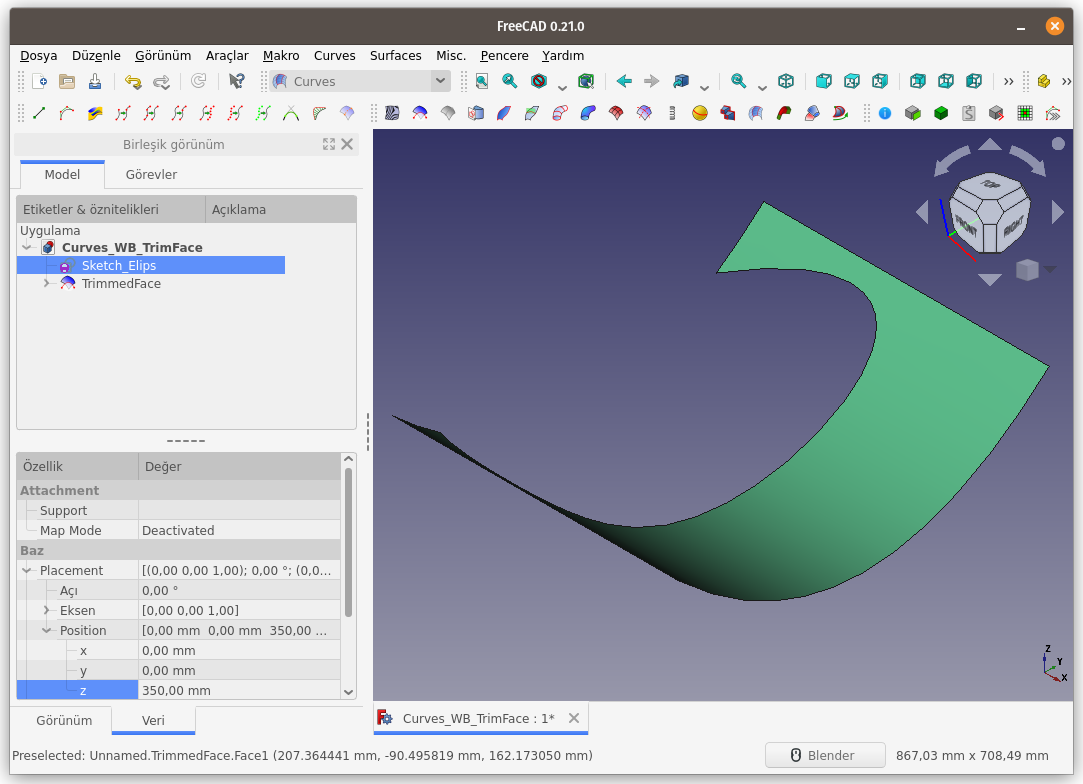 FreeCAD 0.21.0
Dosya Düzenle Görünüm Araçlar Makro Curves Surfaces Misc. Pencere Yardım
Curves
Birleşik görünüm
Model Görevler
Etiketler & öznitelikleri Açıklama
Uygulama
Curves_WB_TrimFace
Sketch_Elips
TrimmedFace
TOP
FRONT RIGHT
Özellik Değer
Attachment
Support
Map Mode Deactivated
Baz
Placement [(0,00 0,00 1,00); 0,00 °; (0,0...
Açı 0,00 °
Eksen [0,00 0,00 1,00]
Position [0,00 mm 0,00 mm 350,00 ...
x 0,00 mm
y 0,00 mm
z 350,00 mm
Z
Y
X
Görünüm Veri
Curves_WB_TrimFace : 1*
Preselected: Unnamed.TrimmedFace.Face1 (207.364441 mm, -90.495819 mm, 162.173050 mm) Blender 867,03 mm x 708,49 mm